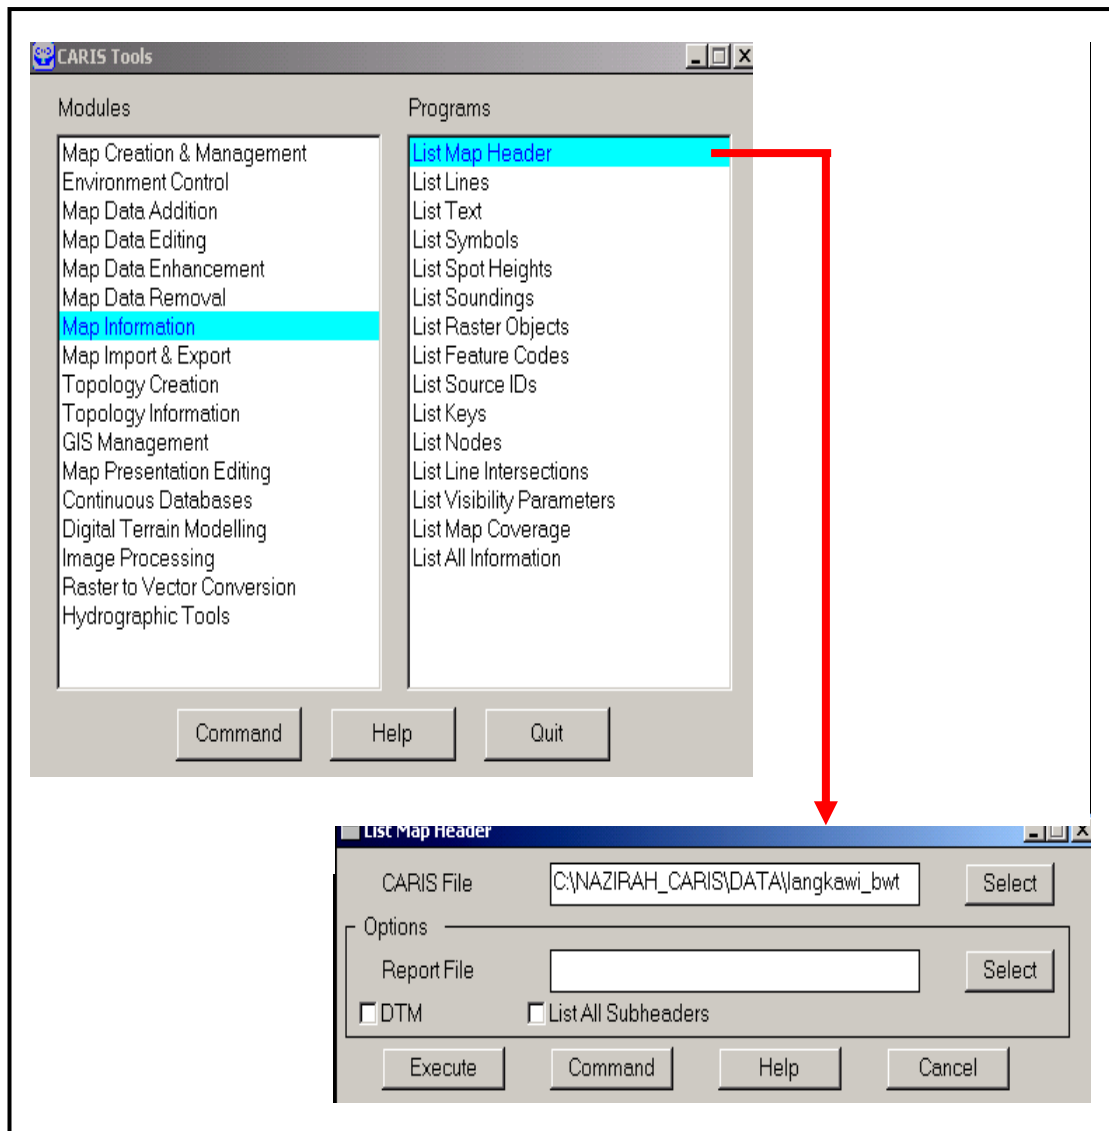 CARIS Tools
Modules
Programs
Map Creation & Management
Environment Control
Map Data Addition
Map Data Editing
Map Data Enhancement
Map Data Removal
Map Information
Map Import & Export
Topology Creation
Topology Information
GIS Management
Map Presentation Editing
Continuous Databases
Digital Terrain Modelling
Image Processing
Raster to Vector Conversion
Hydrographic Tools
List Map Header
List Lines
List Text
List Symbols
List Spot Heights
List Soundings
List Raster Objects
List Feature Codes
List Source IDs
List Keys
List Nodes
List Line Intersections
List Visibility Parameters
List Map Coverage
List All Information
Command
Help
Quit
List Map Header
CARIS File
C:\NAZIRAH_CARIS\DATA\langkawi_bwt
Select
Options
Report File
Select
DTM
List All Subheaders
Execute
Command
Help
Cancel